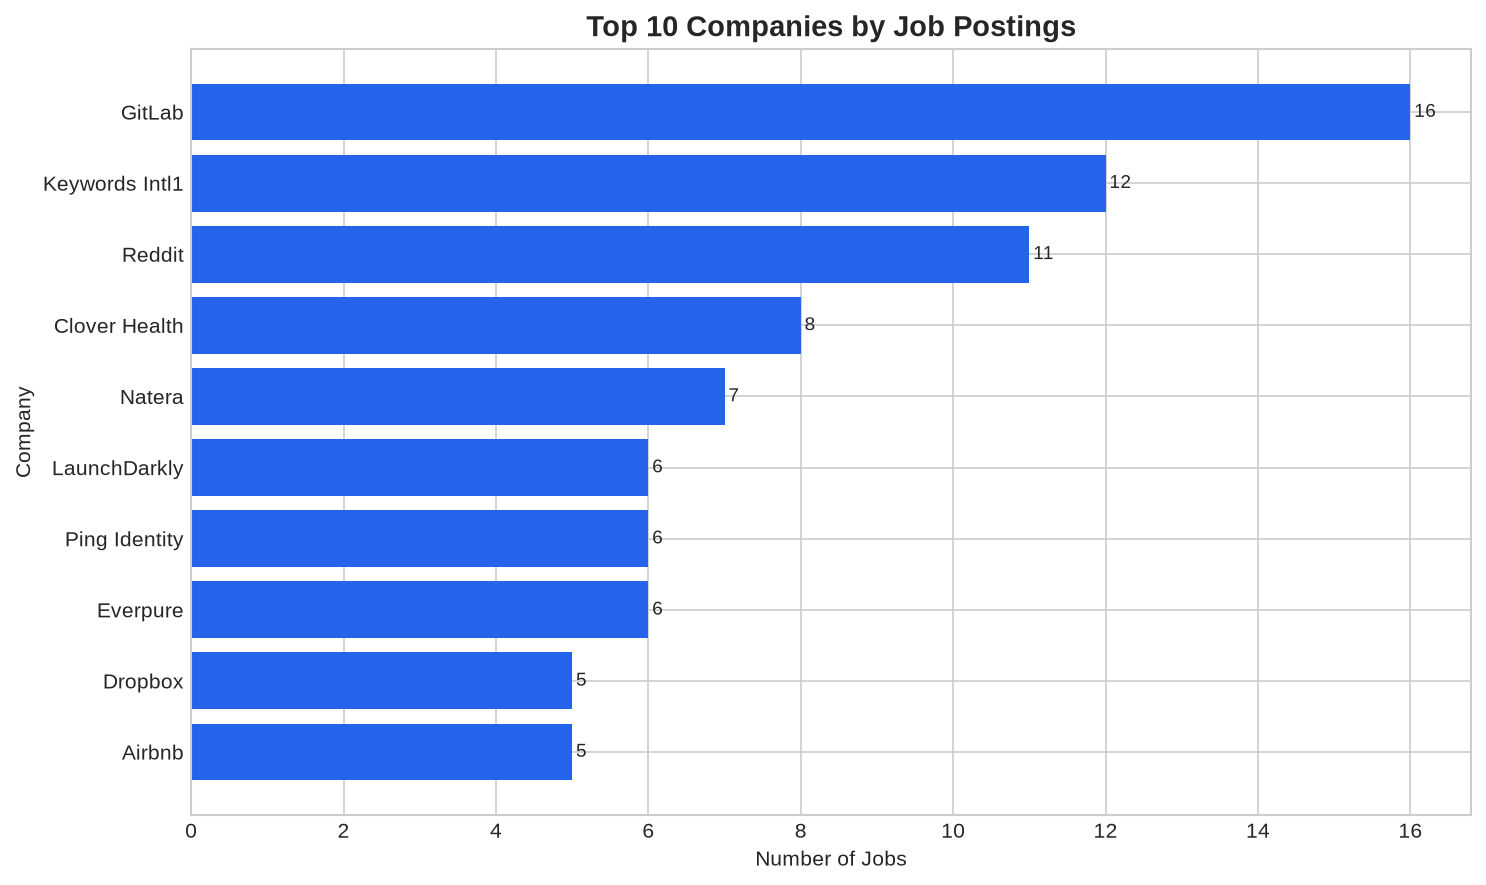 Top 10 Companies by Job Postings
GitLab 16
Keywords Intl1 12
Reddit 11
Clover Health 8
Natera 7
LaunchDarkly 6
Ping Identity 6
Everpure 6
Dropbox 5
Airbnb 5
Company
0 2 4 6 8 10 12 14 16
Number of Jobs